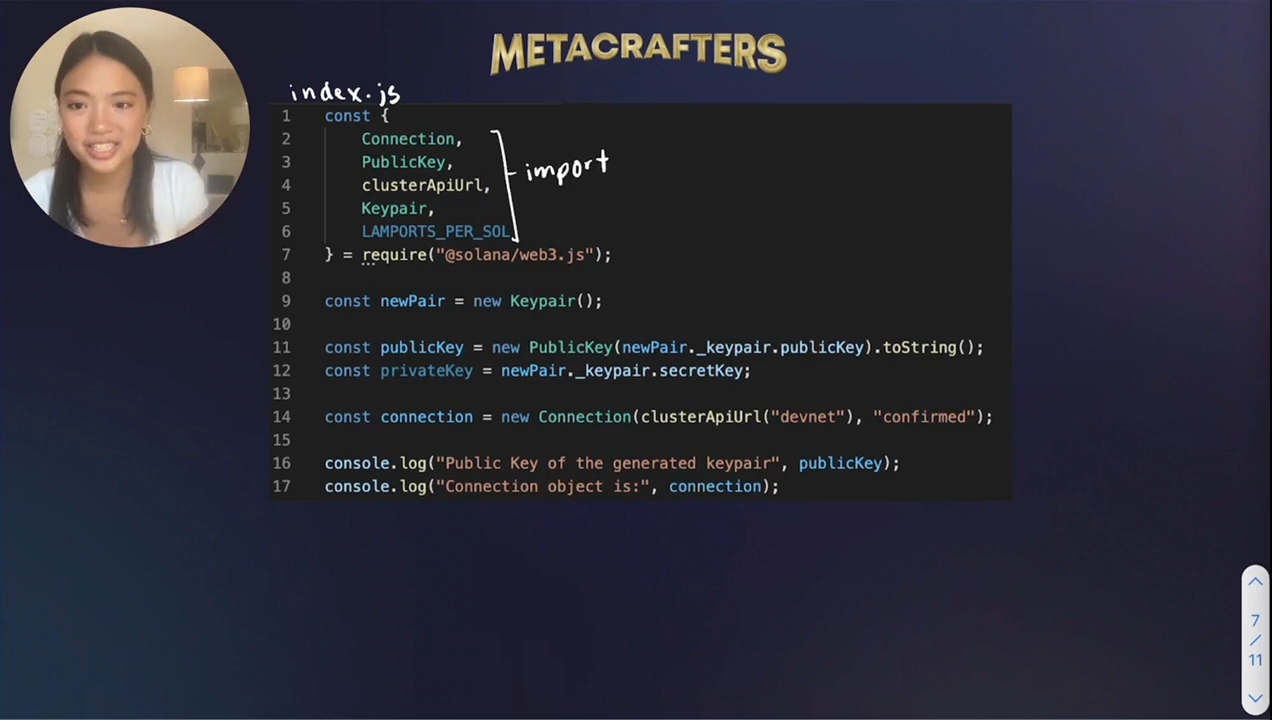 METACRAFTERS
index.js
1 const {
2 Connection,
3 PublicKey,
4 clusterApiUrl,
5 Keypair,
6 LAMPORTS_PER_SOL
import
7 } = require("@solana/web3.js");
8
9 const newPair = new Keypair();
10
11 const publicKey = new PublicKey(newPair._keypair.publicKey).toString();
12 const privateKey = newPair._keypair.secretKey;
13
14 const connection = new Connection(clusterApiUrl("devnet"), "confirmed");
15
16 console.log("Public Key of the generated keypair", publicKey);
17 console.log("Connection object is:", connection);
7
/
11